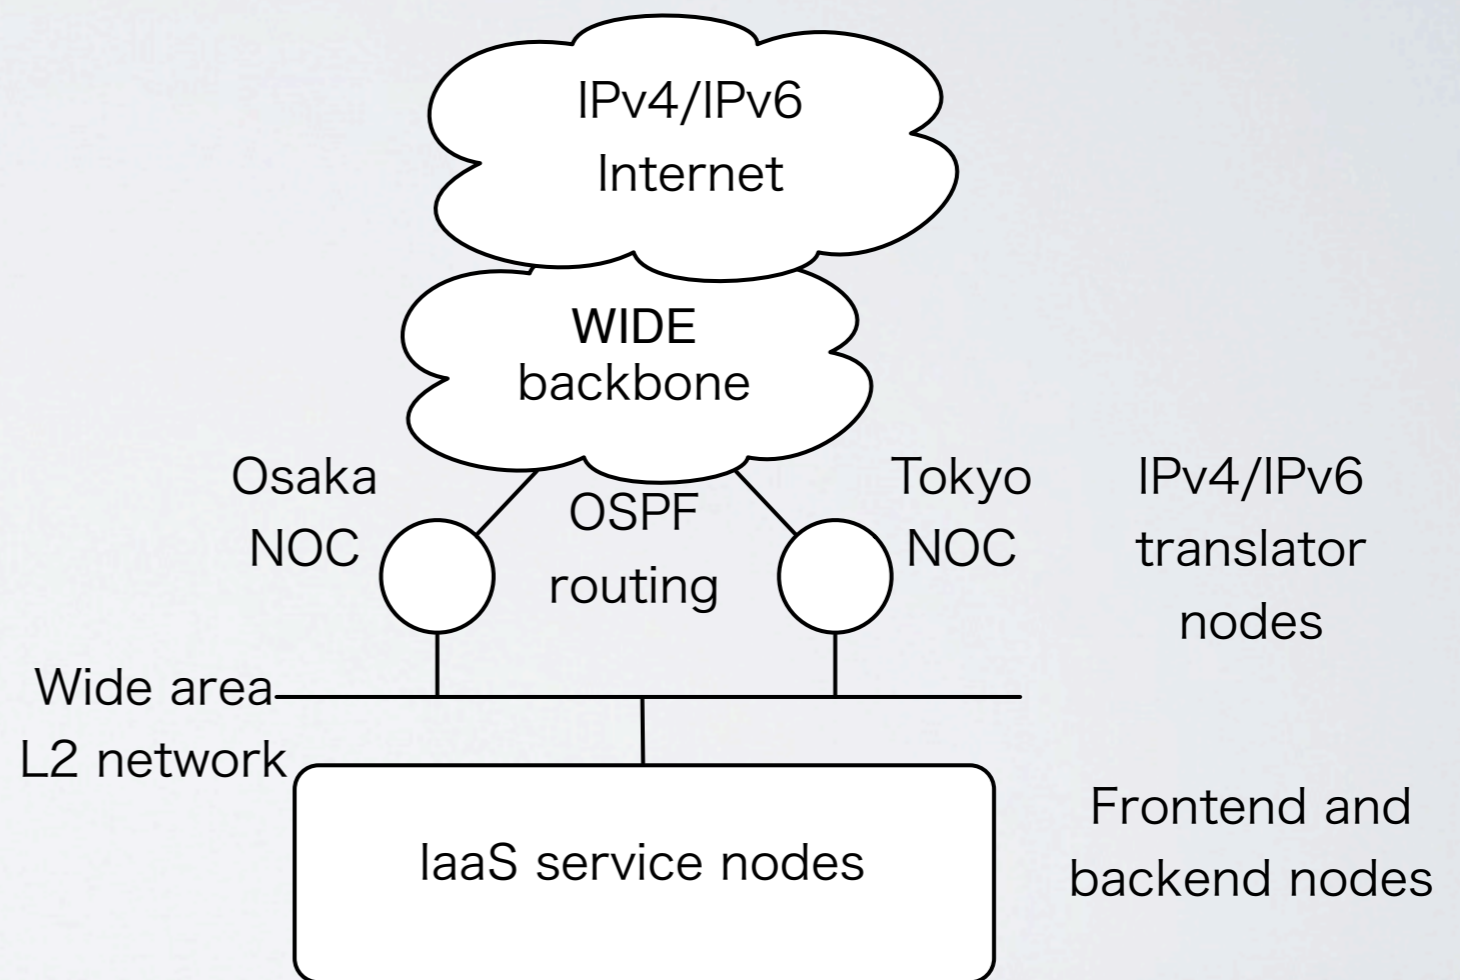 IPv4/IPv6
Internet
WIDE
backbone
Osaka
NOC
OSPF
routing
Tokyo
NOC
IPv4/IPv6
translator
nodes
Wide area
L2 network
IaaS service nodes
Frontend and
backend nodes